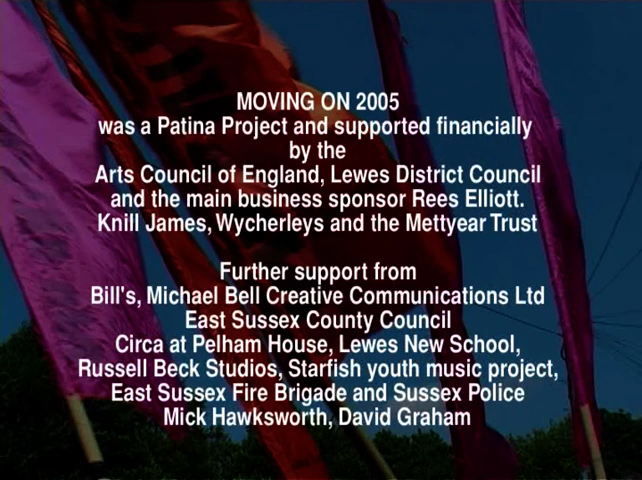 MOVING ON 2005
was a Patina Project and supported financially
by the
Arts Council of England, Lewes District Council
and the main business sponsor Rees Elliott.
Knill James, Wycherleys and the Mettyear Trust
Further support from
Bill's, Michael Bell Creative Communications Ltd
East Sussex County Council
Circa at Pelham House, Lewes New School,
Russell Beck Studios, Starfish youth music project,
East Sussex Fire Brigade and Sussex Police
Mick Hawksworth, David Graham